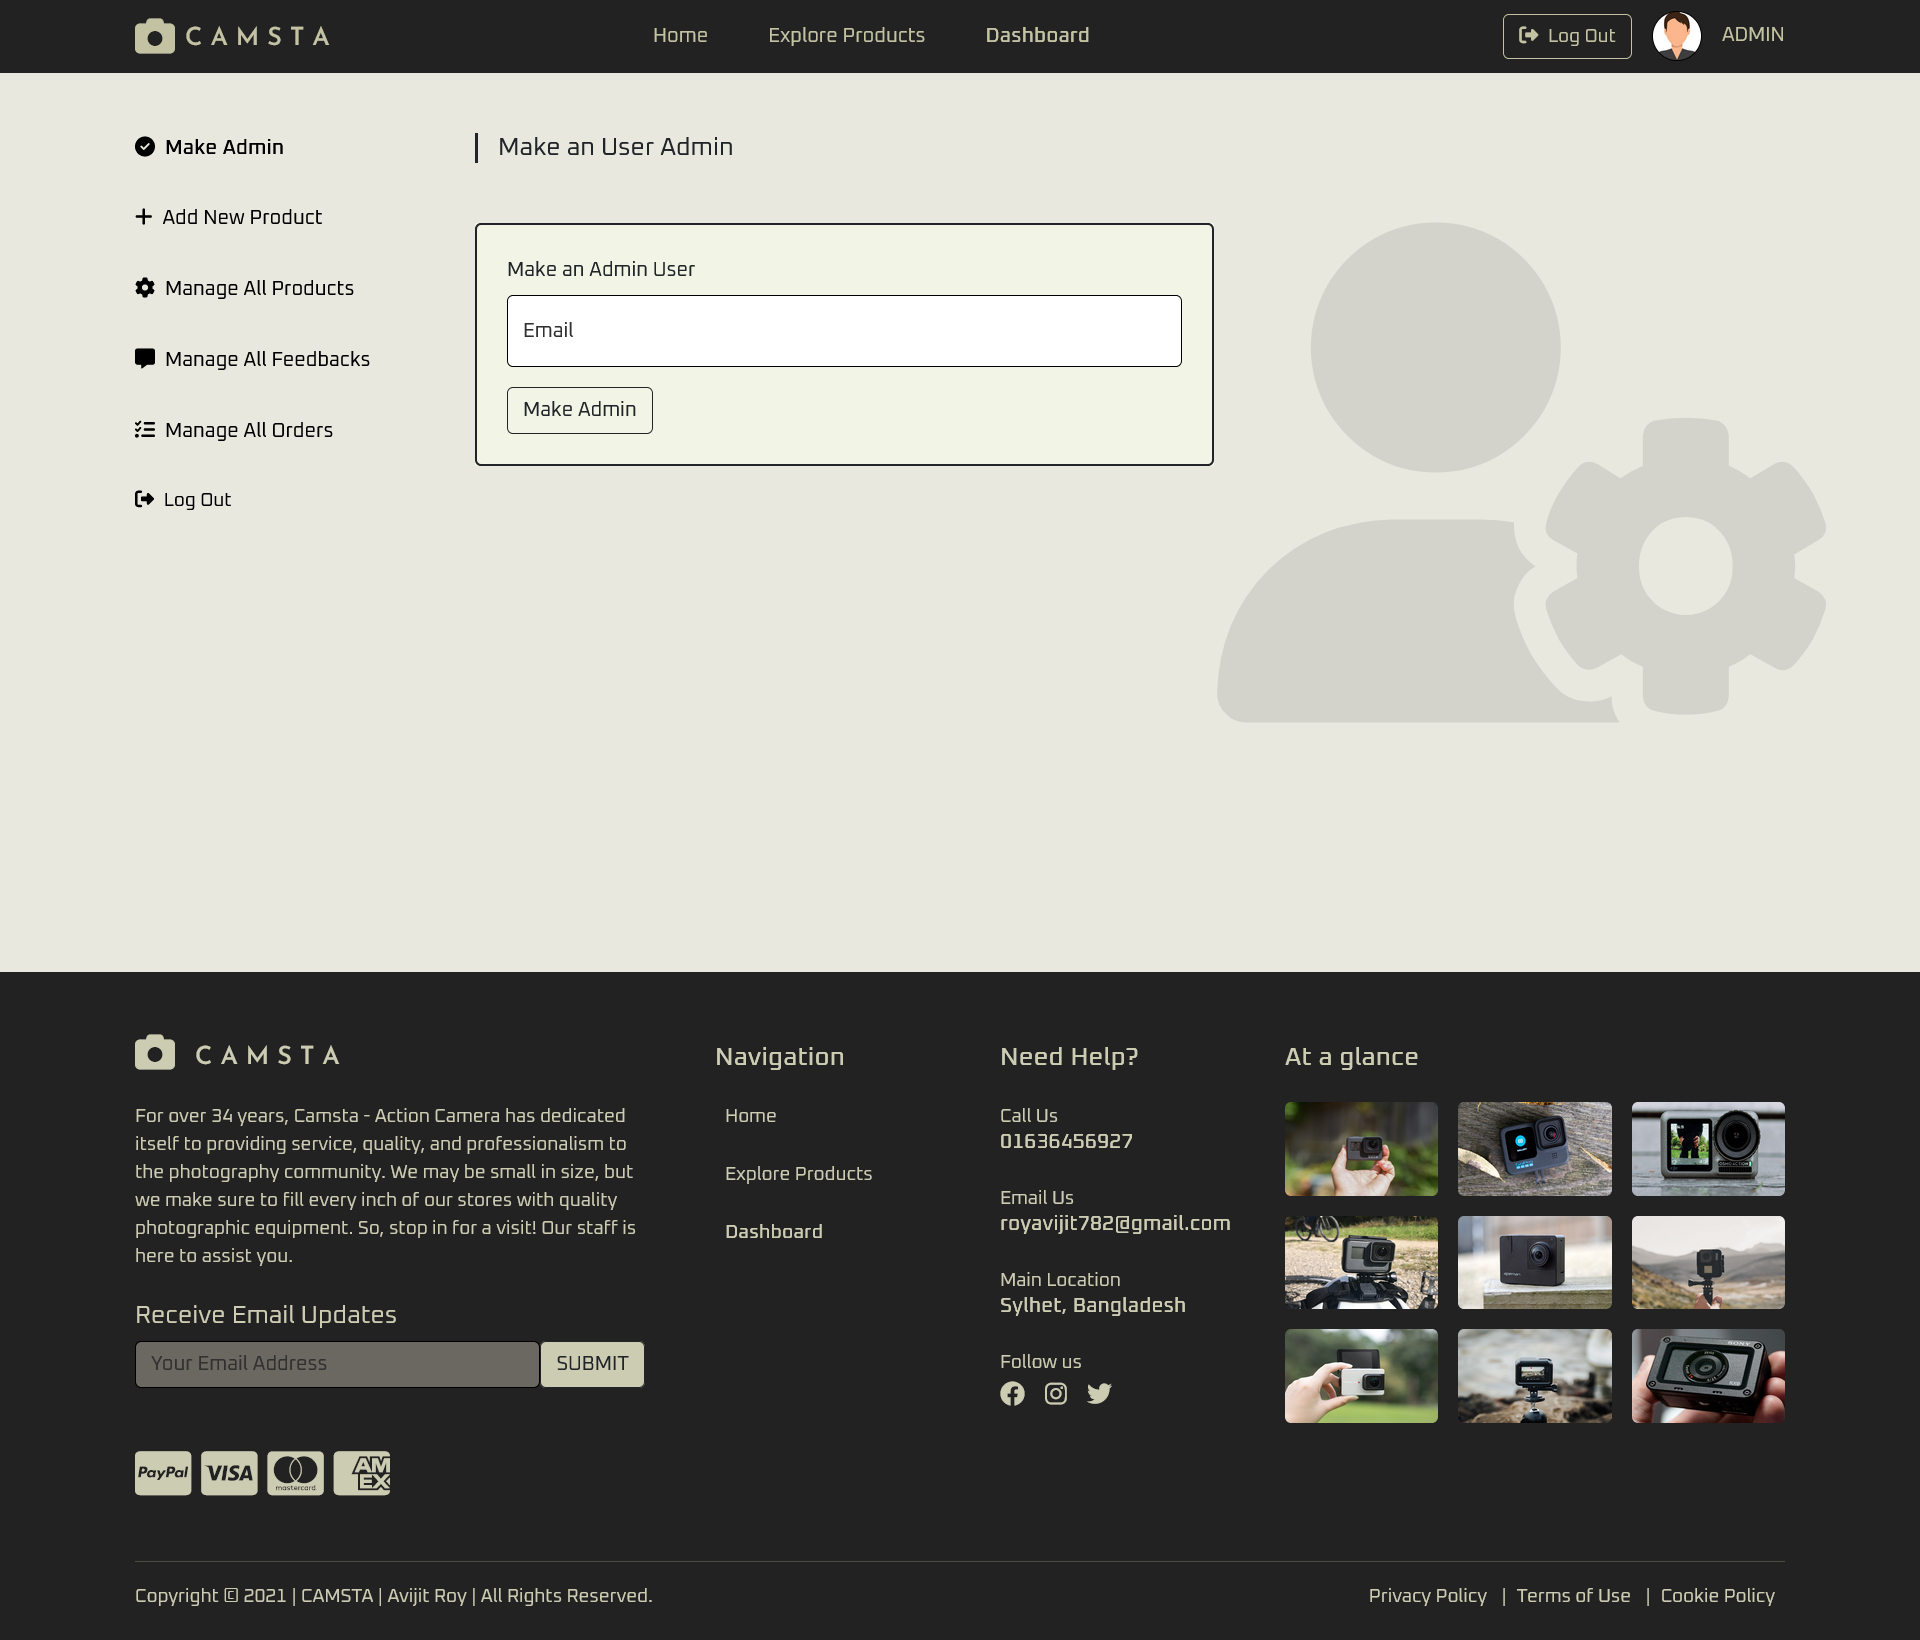 CAMSTA
Home
Explore Products
Dashboard
Log Out
ADMIN
Make Admin
Add New Product
Manage All Products
Manage All Feedbacks
Manage All Orders
Log Out
Make an User Admin
Make an Admin User
Email
Make Admin
CAMSTA
For over 34 years, Camsta - Action Camera has dedicated
itself to providing service, quality, and professionalism to
the photography community. We may be small in size, but
we make sure to fill every inch of our stores with quality
photographic equipment. So, stop in for a visit! Our staff is
here to assist you.
Receive Email Updates
Your Email Address
SUBMIT
PayPal
VISA
mastercard
AM
EX
Navigation
Home
Explore Products
Dashboard
Need Help?
Call Us
01636456927
Email Us
royavijit782@gmail.com
Main Location
Sylhet, Bangladesh
Follow us
At a glance
SONY
Copyright © 2021 | CAMSTA | Avijit Roy | All Rights Reserved.
Privacy Policy | Terms of Use | Cookie Policy